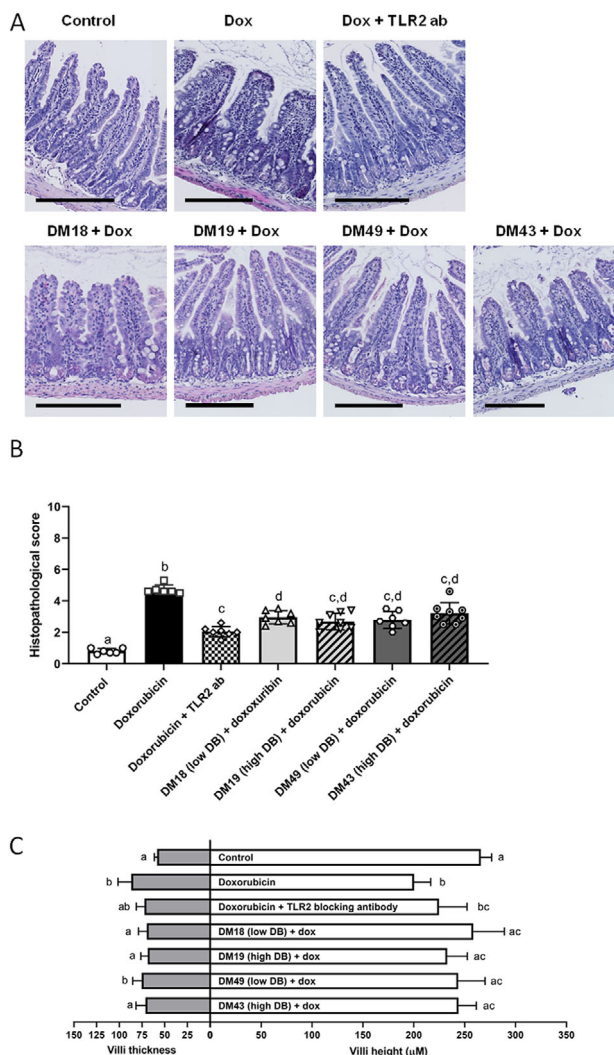 A
Control
Dox
Dox + TLR2 ab
DM18 + Dox
DM19 + Dox
DM49 + Dox
DM43 + Dox
B
Histopathological score
10
8
6
4
2
0
a
b
c
d
c,d
c,d
c,d
Control
Doxorubicin
Doxorubicin + TLR2 ab
DM18 (low DB) + doxoxuribin
DM19 (high DB) + doxorubicin
DM49 (low DB) + doxorubicin
DM43 (high DB) + doxorubicin
C
a Control a
b Doxorubicin b
ab Doxorubicin + TLR2 blocking antibody bc
a DM18 (low DB) + dox ac
a DM19 (high DB) + dox ac
b DM49 (low DB) + dox ac
a DM43 (high DB) + dox ac
150 125 100 75 50 25 0 50 100 150 200 250 300 350
Villi thickness Villi height (µM)